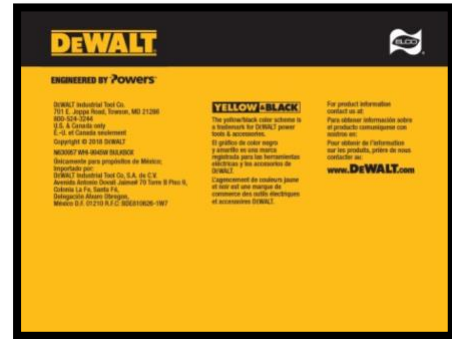 DEWALT
ELCO
ENGINEERED BY Powers
DEWALT Industrial Tool Co.
701 E. Joppa Road, Towson, MD 21286
800-524-3244
U.S. & Canada only
É.-U. et Canada seulement
Copyright © 2018 DEWALT
BULKBOX
Únicamente para propósitos de México;
Importado por:
DEWALT Industrial Tool Co, S.A. de C.V.
Avenida Antonio Dovali Jaime# 70 Torre B Piso 9,
Colonia La Fe, Santa Fé,
Delegación Alvaro Obregon,
México D.F. 01210 R.F.C:
YELLOW & BLACK
The yellow/black color scheme is
a trademark for DEWALT power
tools & accessories.
El gráfico de color negro
y amarillo es una marca
registrada para las herramientas
eléctricas y los accesorios de
DEWALT.
L'agencement de couleurs jaune
et noir est une marque de
commerce des outils électriques
et accessoires DEWALT.
For product information
contact us at:
Para obtener información sobre
el producto comuníquese con
nostros en:
Pour obtenir de l'information
sur les produits, prière de nous
contacter au:
www.DEWALT.com